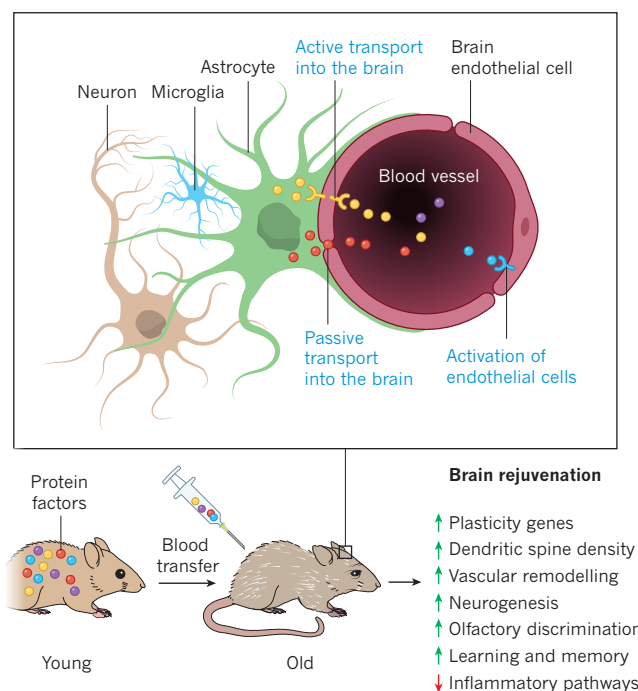 Active transport
into the brain
Brain
endothelial cell
Astrocyte
Neuron
Microglia
Blood vessel
Passive
transport
into the brain
Activation of
endothelial cells
Protein
factors
Blood
transfer
Young
Old
Brain rejuvenation
Plasticity genes
Dendritic spine density
Vascular remodelling
Neurogenesis
Olfactory discrimination
Learning and memory
Inflammatory pathways